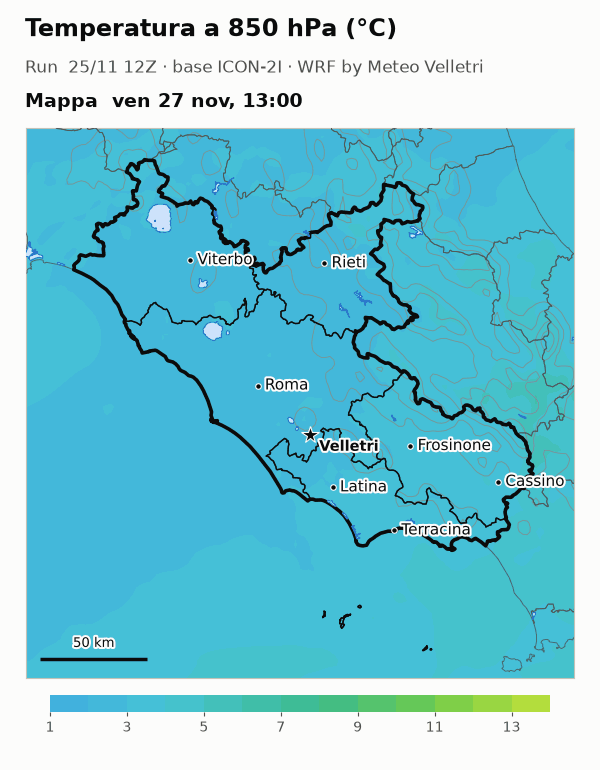 Temperatura a 850 hPa (°C)
Run  25/11 12Z · base ICON-2I · WRF by Meteo Velletri
Mappa  ven 27 nov, 13:00
Viterbo
Rieti
Roma
Velletri
Frosinone
Cassino
Latina
Terracina
50 km
1 3 5 7 9 11 13